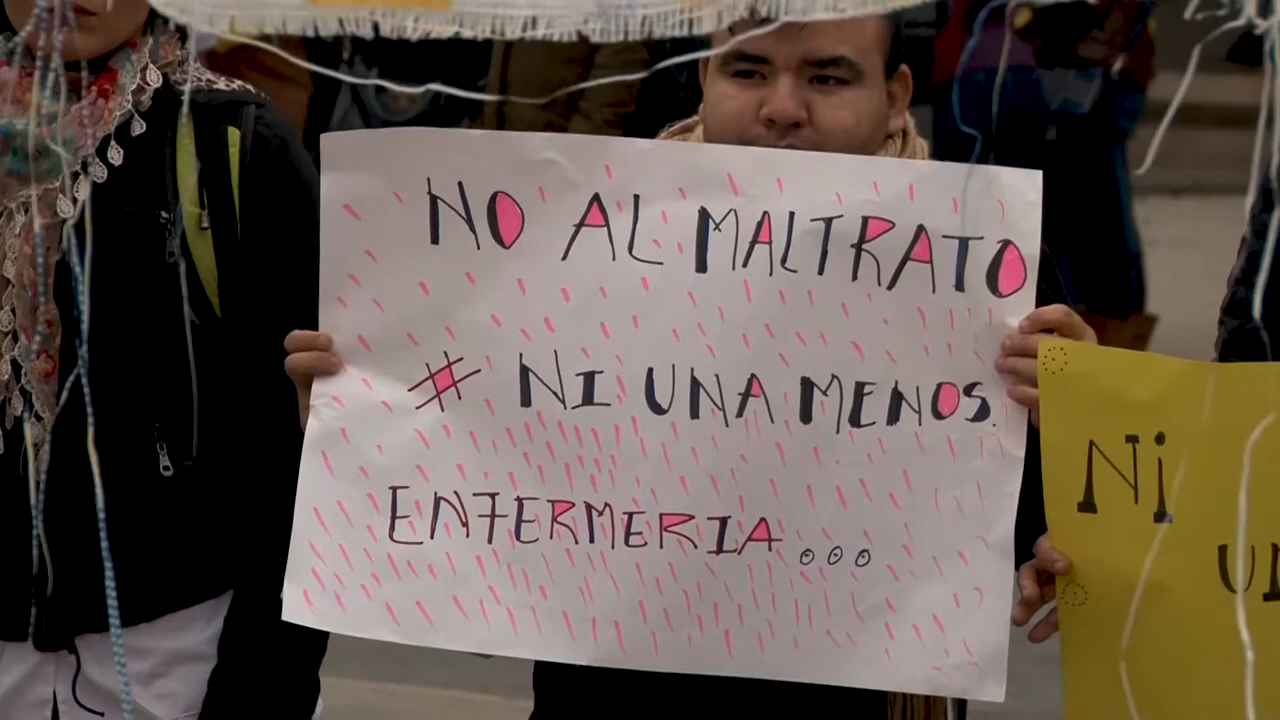 NO AL MALTRATO
# NI UNA MENOS.
ENFERMERIA...
Ni